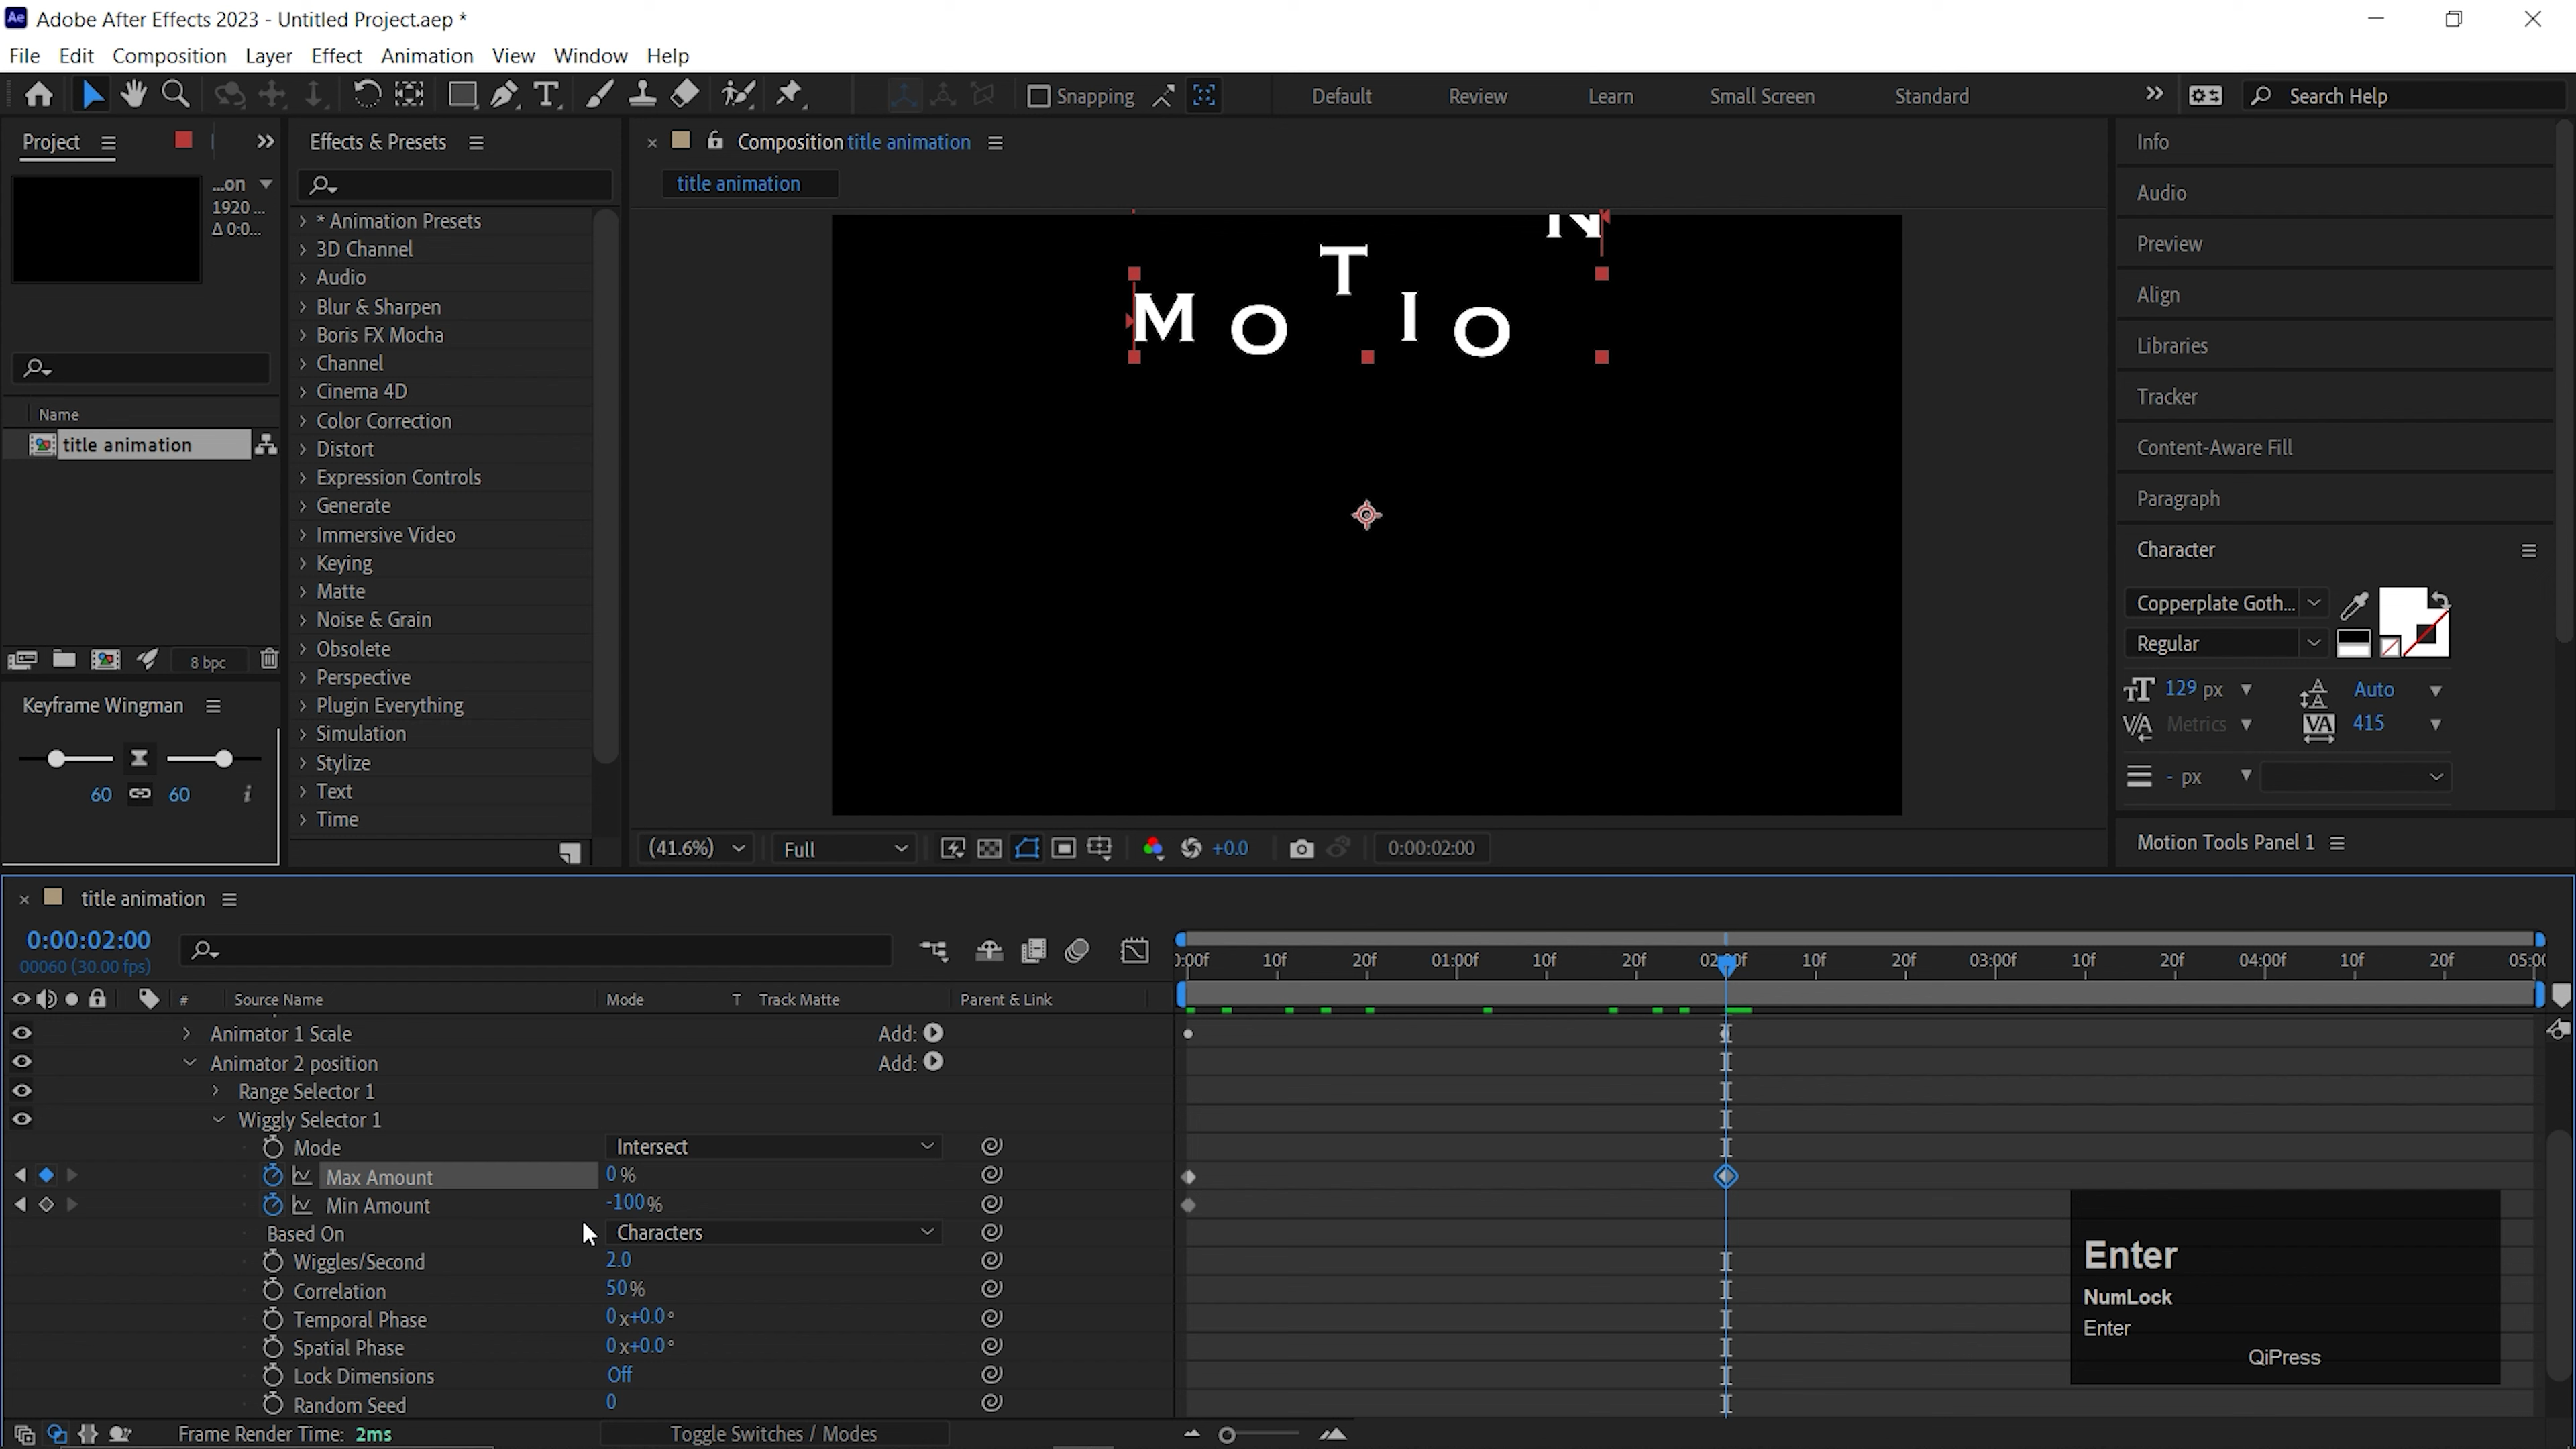 Ae Adobe After Effects 2023 - Untitled Project.aep *
File Edit Composition Layer Effect Animation View Window Help
Snapping Default Review Learn Small Screen Standard Search Help
Project
...on
1920 ...
Δ 0:0...
Name
title animation
8 bpc
Keyframe Wingman
60 60
Effects & Presets
* Animation Presets
3D Channel
Audio
Blur & Sharpen
Boris FX Mocha
Channel
Cinema 4D
Color Correction
Distort
Expression Controls
Generate
Immersive Video
Keying
Matte
Noise & Grain
Obsolete
Perspective
Plugin Everything
Simulation
Stylize
Text
Time
Composition title animation
title animation
MOTION
(41.6%) Full +0.0 0:00:02:00
Info
Audio
Preview
Align
Libraries
Tracker
Content-Aware Fill
Paragraph
Character
Copperplate Goth...
Regular
129 px Auto
Metrics 415
- px
Motion Tools Panel 1
title animation
0:00:02:00
00060 (30.00 fps)
# Source Name Mode T Track Matte Parent & Link
Animator 1 Scale Add:
Animator 2 position Add:
Range Selector 1
Wiggly Selector 1
Mode Intersect
Max Amount 0%
Min Amount -100%
Based On Characters
Wiggles/Second 2.0
Correlation 50%
Temporal Phase 0x+0.0°
Spatial Phase 0x+0.0°
Lock Dimensions Off
Random Seed 0
Frame Render Time: 2ms Toggle Switches / Modes
10f 20f 01:00f 10f 20f 10f 20f 03:00f 10f 20f 04:00f 10f 20f
Enter
NumLock
Enter
QiPress